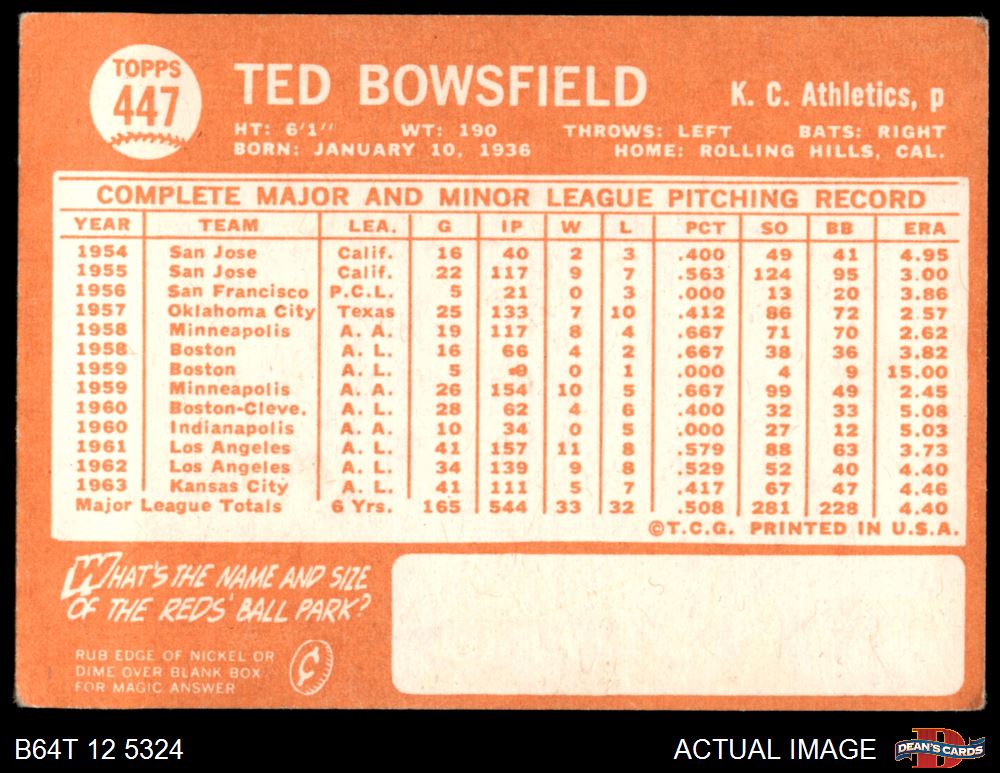 TOPPS
447
TED BOWSFIELD K. C. Athletics, p
HT: 6'1" WT: 190 THROWS: LEFT BATS: RIGHT
BORN: JANUARY 10, 1936 HOME: ROLLING HILLS, CAL.
COMPLETE MAJOR AND MINOR LEAGUE PITCHING RECORD
YEAR TEAM LEA. G IP W L PCT SO BB ERA
1954 San Jose Calif. 16 40 2 3 .400 49 41 4.95
1955 San Jose Calif. 22 117 9 7 .563 124 95 3.00
1956 San Francisco P.C.L. 5 21 0 3 .000 13 20 3.86
1957 Oklahoma City Texas 25 133 7 10 .412 86 72 2.57
1958 Minneapolis A. A. 19 117 8 4 .667 71 70 2.62
1958 Boston A. L. 16 66 4 2 .667 38 36 3.82
1959 Boston A. L. 5 9 0 1 .000 4 9 15.00
1959 Minneapolis A. A. 26 154 10 5 .667 99 49 2.45
1960 Boston-Cleve. A. L. 28 62 4 6 .400 32 33 5.08
1960 Indianapolis A. A. 10 34 0 5 .000 27 12 5.03
1961 Los Angeles A. L. 41 157 11 8 .579 88 63 3.73
1962 Los Angeles A. L. 34 139 9 8 .529 52 40 4.40
1963 Kansas City A. L. 41 111 5 7 .417 67 47 4.46
Major League Totals 6 Yrs. 165 544 33 32 .508 281 228 4.40
©T.C.G. PRINTED IN U.S.A.
WHAT'S THE NAME AND SIZE
OF THE REDS' BALL PARK?
RUB EDGE OF NICKEL OR
DIME OVER BLANK BOX
FOR MAGIC ANSWER
¢
B64T 12 5324 ACTUAL IMAGE
DEAN'S CARDS